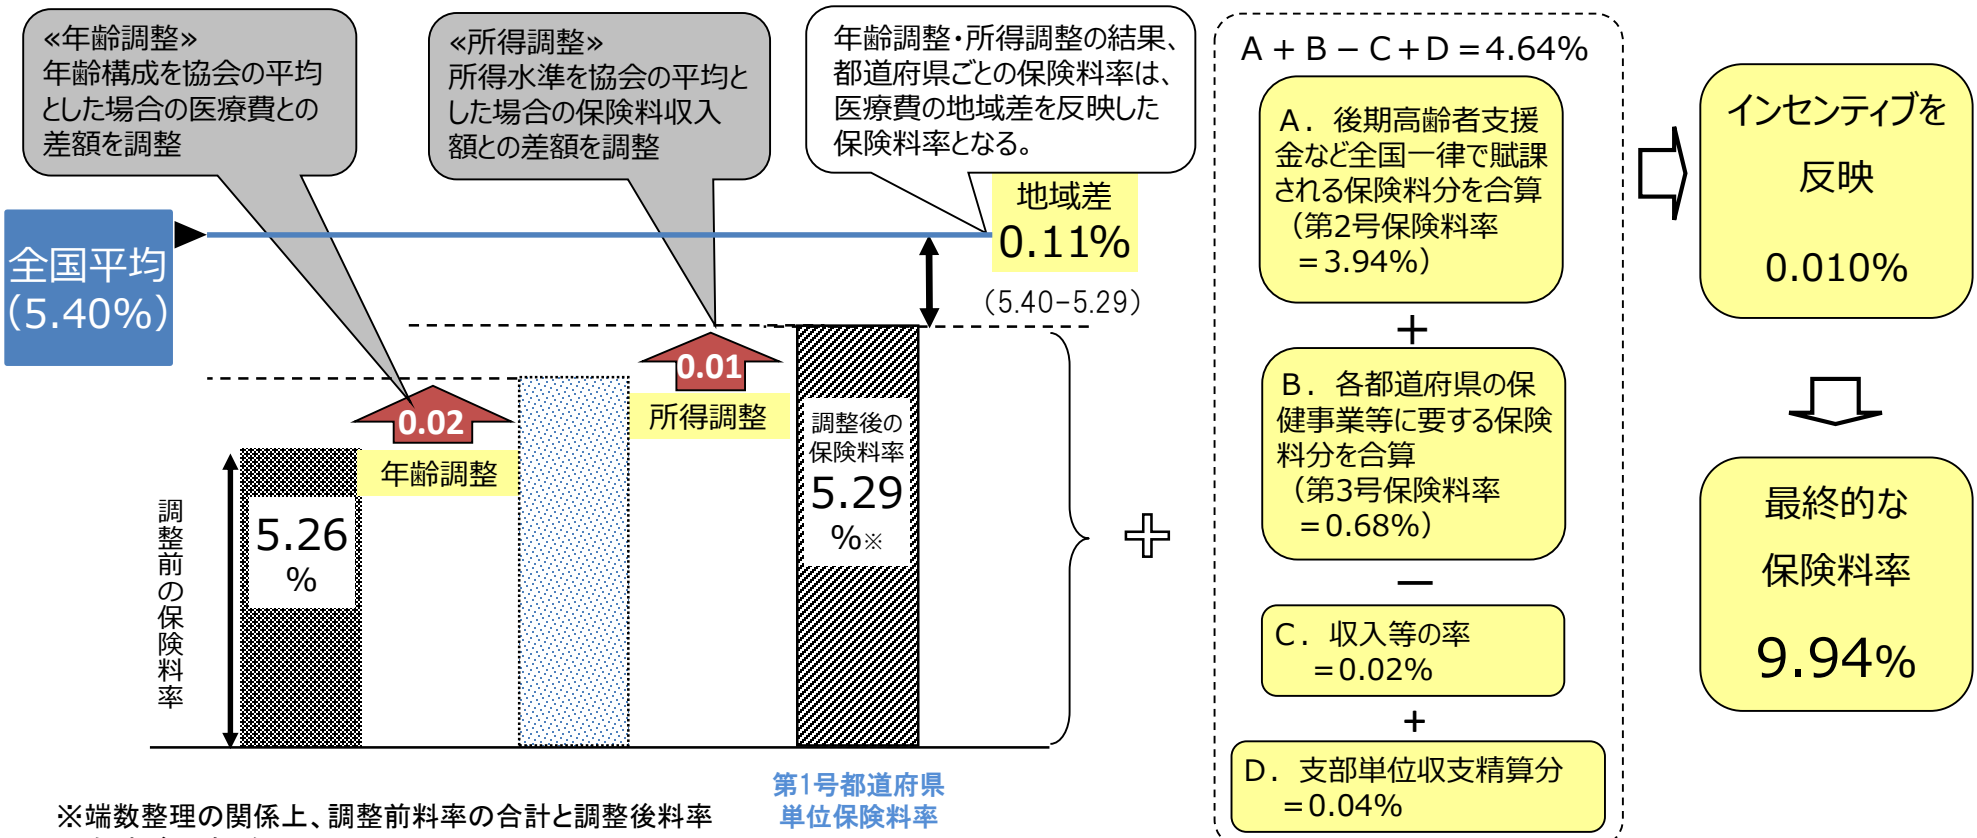 ≪年齢調整≫
年齢構成を協会の平均
とした場合の医療費との
差額を調整
≪所得調整≫
所得水準を協会の平均と
した場合の保険料収入
額との差額を調整
年齢調整・所得調整の結果、
都道府県ごとの保険料率は、
医療費の地域差を反映した
保険料率となる。
全国平均
(5.40%)
地域差
0.11%
(5.40-5.29)
0.02
年齢調整
0.01
所得調整
調整前の保険料率
5.26
%
調整後の
保険料率
5.29
%※
第1号都道府県
単位保険料率
※端数整理の関係上、調整前料率の合計と調整後料率
+
A+B-C+D=4.64%
A. 後期高齢者支援
金など全国一律で賦課
される保険料分を合算
(第2号保険料率
=3.94%)
+
B. 各都道府県の保
健事業等に要する保険
料分を合算
(第3号保険料率
=0.68%)
-
C. 収入等の率
=0.02%
+
D. 支部単位収支精算分
=0.04%
インセンティブを
反映
0.010%
最終的な
保険料率
9.94%